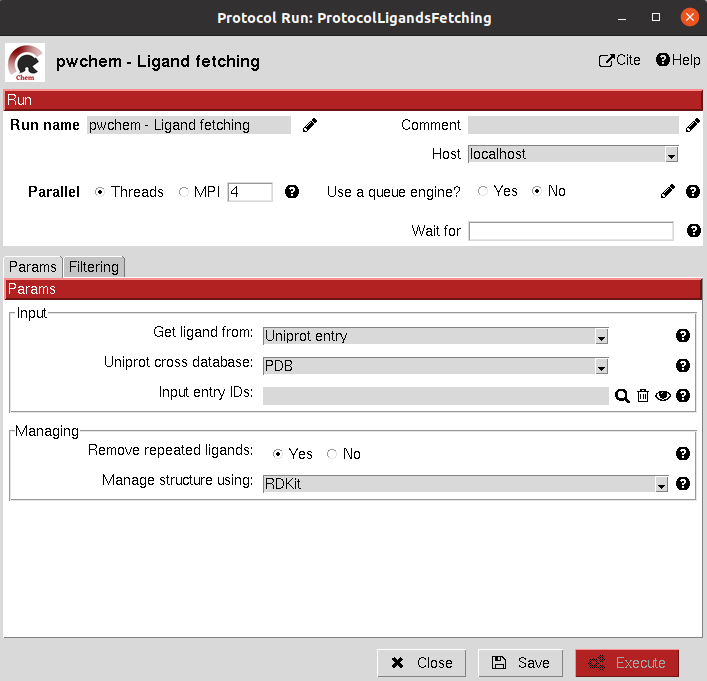 Protocol Run: ProtocolLigandsFetching
Chem
pwchem - Ligand fetching
Cite
Help
Run
Run name pwchem - Ligand fetching
Comment
Host localhost
Parallel Threads MPI 4 Use a queue engine? Yes No
Wait for
Params Filtering
Params
Input
Get ligand from: Uniprot entry
Uniprot cross database: PDB
Input entry IDs:
Managing
Remove repeated ligands: Yes No
Manage structure using: RDKit
Close Save Execute